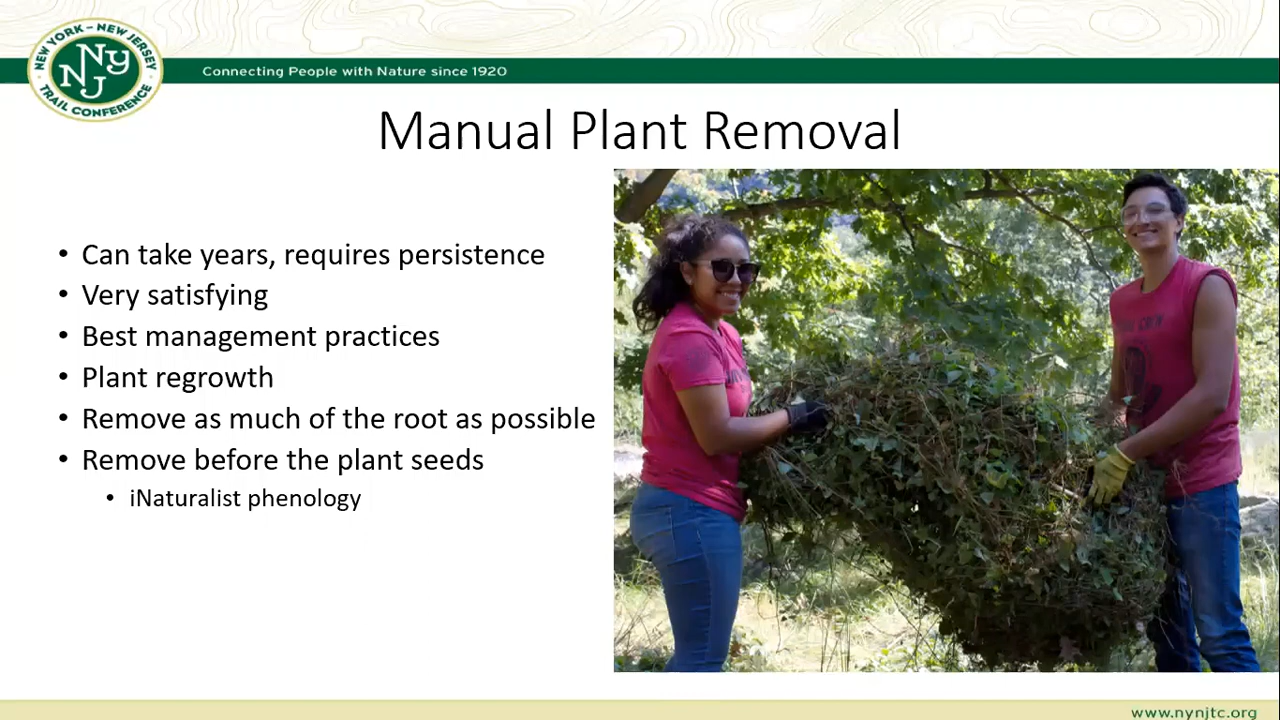 NEW YORK - NEW JERSEY
NY
NJ
TRAIL CONFERENCE
Connecting People with Nature since 1920
Manual Plant Removal
• Can take years, requires persistence
• Very satisfying
• Best management practices
• Plant regrowth
• Remove as much of the root as possible
• Remove before the plant seeds
• iNaturalist phenology
www.nynjtc.org